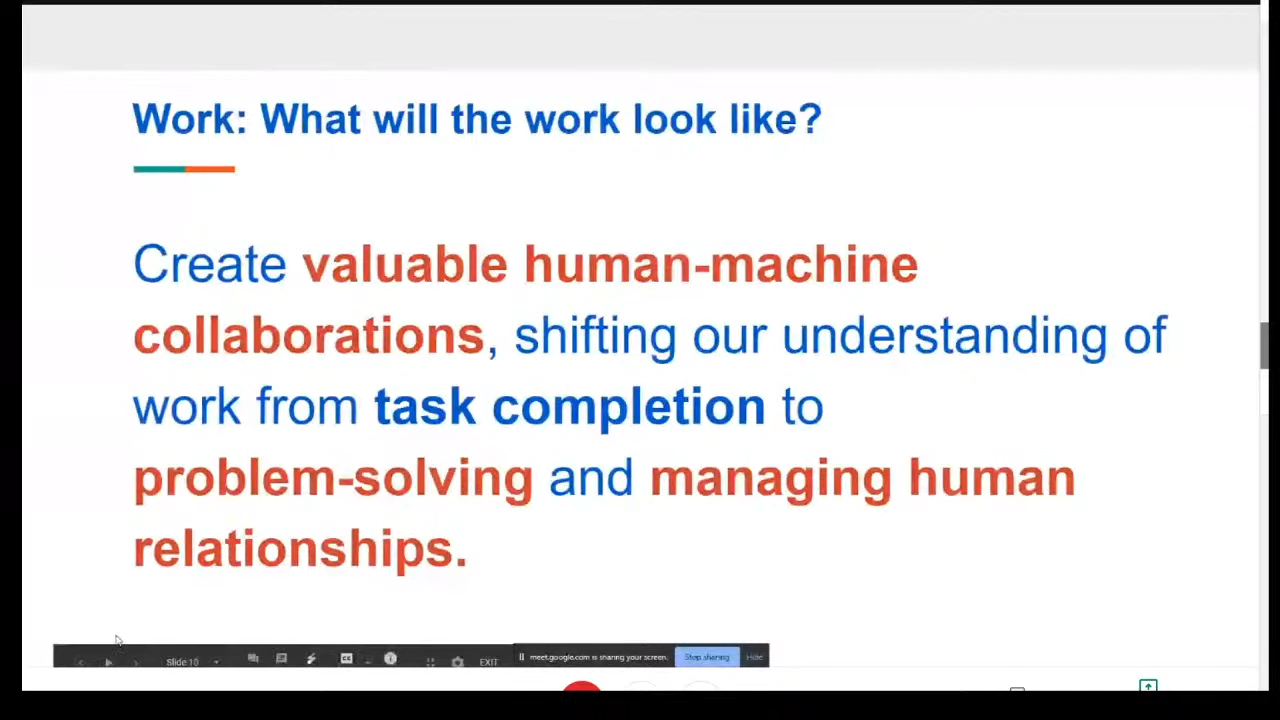 Work: What will the work look like?
Create valuable human-machine
collaborations, shifting our understanding of
work from task completion to
problem-solving and managing human
relationships.
Slide 10
EXIT
meet.google.com is sharing your screen.
Stop sharing
Hide